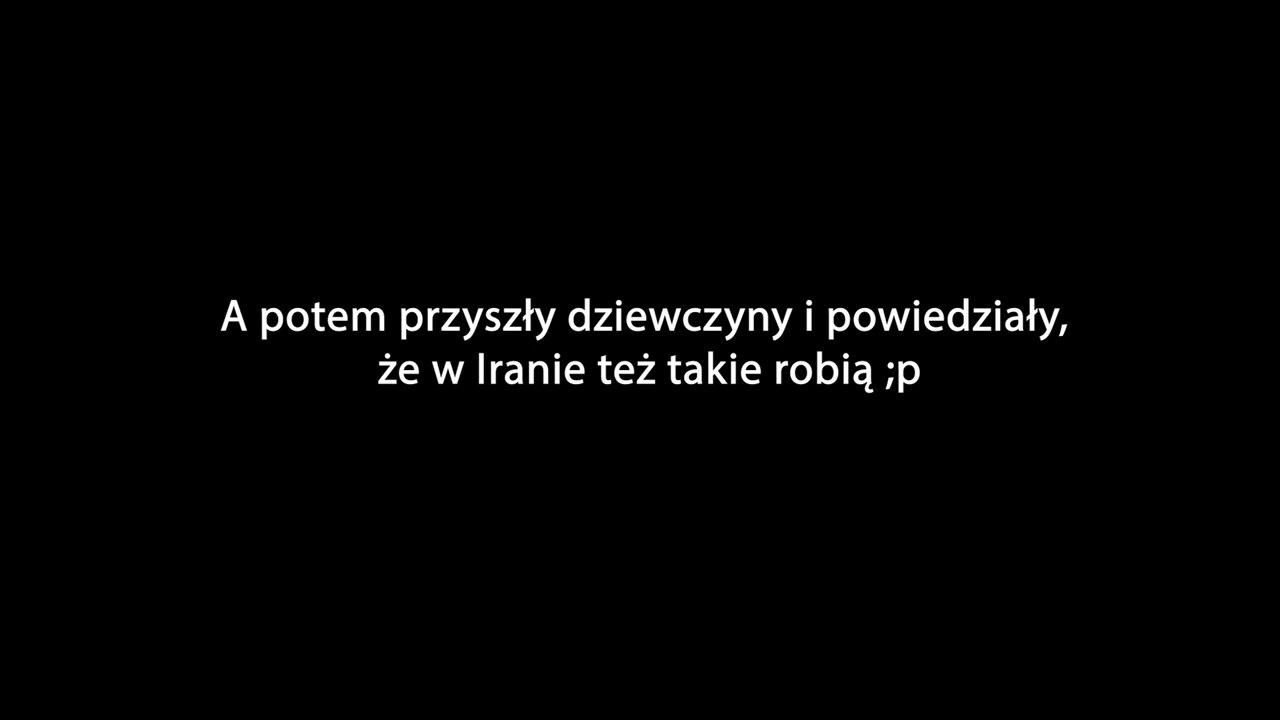 A potem przyszły dziewczyny i powiedziały,
że w Iranie też takie robią ;p